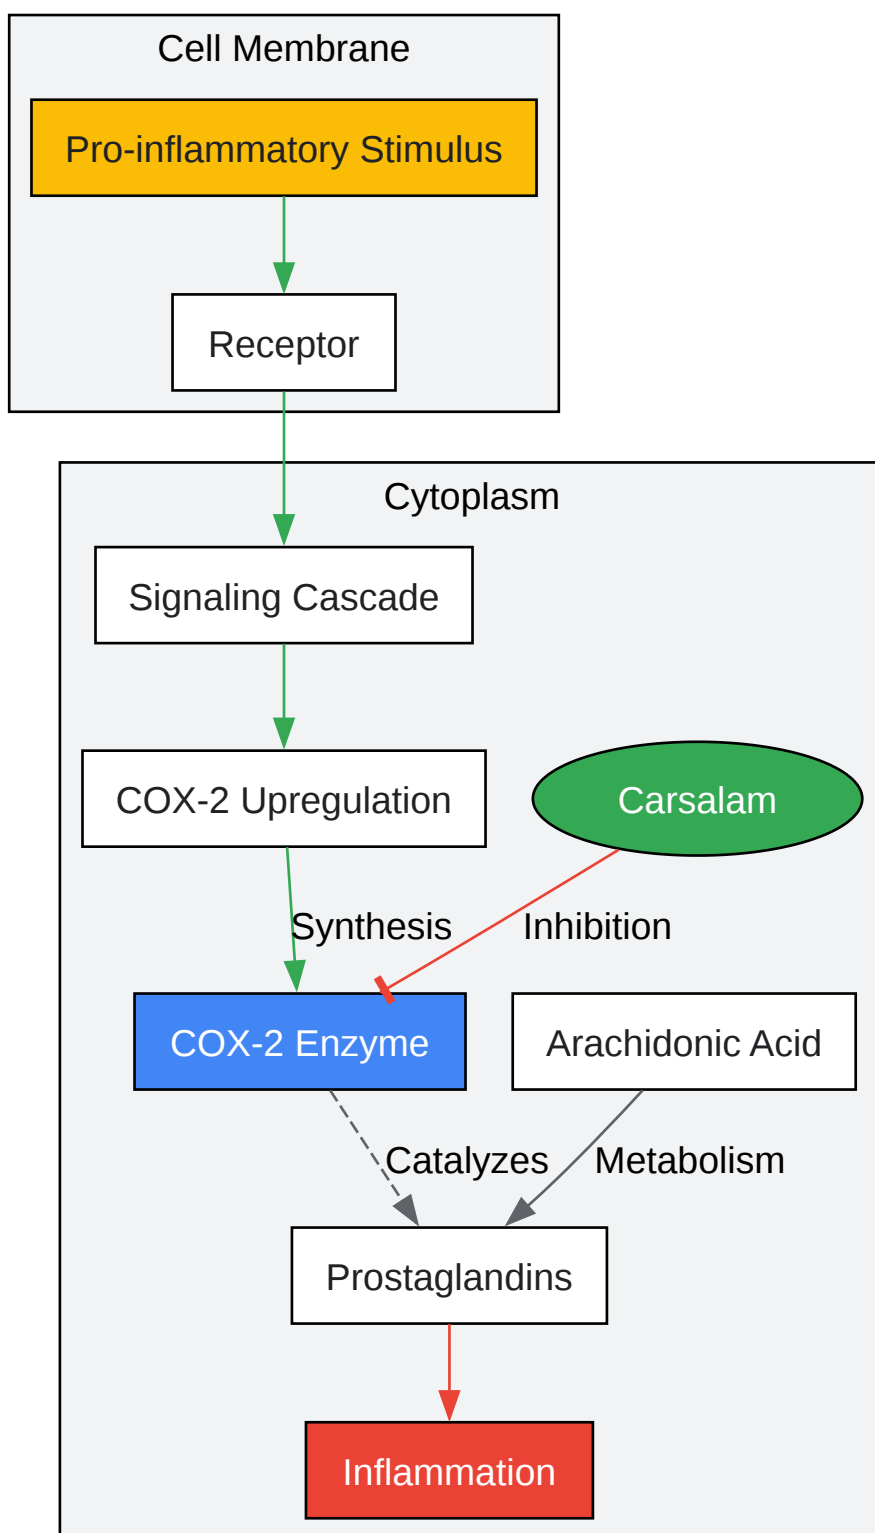 Cell Membrane
Pro-inflammatory Stimulus
Receptor
Cytoplasm
Signaling Cascade
COX-2 Upregulation
Carsalam
Synthesis
Inhibition
COX-2 Enzyme
Arachidonic Acid
Catalyzes
Metabolism
Prostaglandins
Inflammation